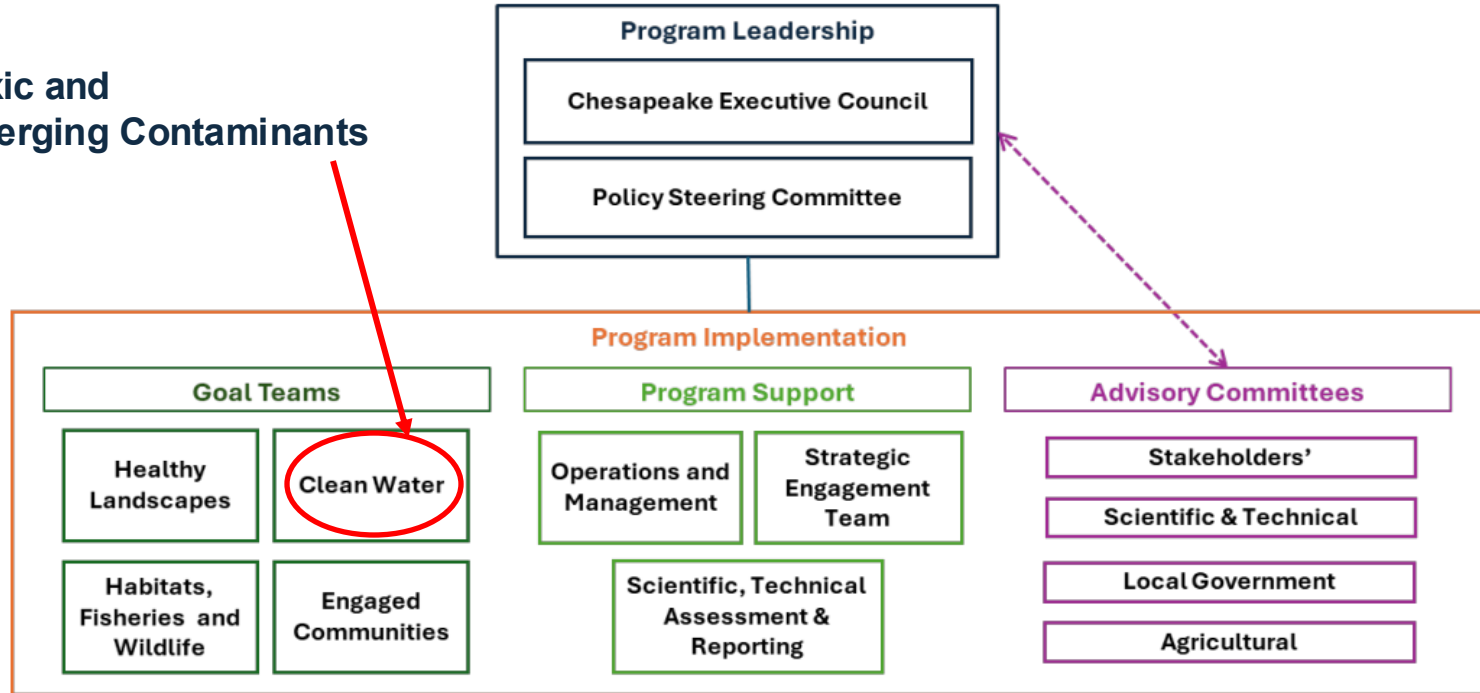 Program Leadership
Chesapeake Executive Council
Policy Steering Committee
and
Contaminants
Program Implementation
Goal Teams
Healthy
Landscapes
Clean Water
Habitats,
Fisheries and
Wildlife
Engaged
Communities
Program Support
Operations and
Management
Strategic
Engagement
Team
Scientific, Technical
Assessment &
Reporting
Advisory Committees
Stakeholders’
Scientific & Technical
Local Government
Agricultural